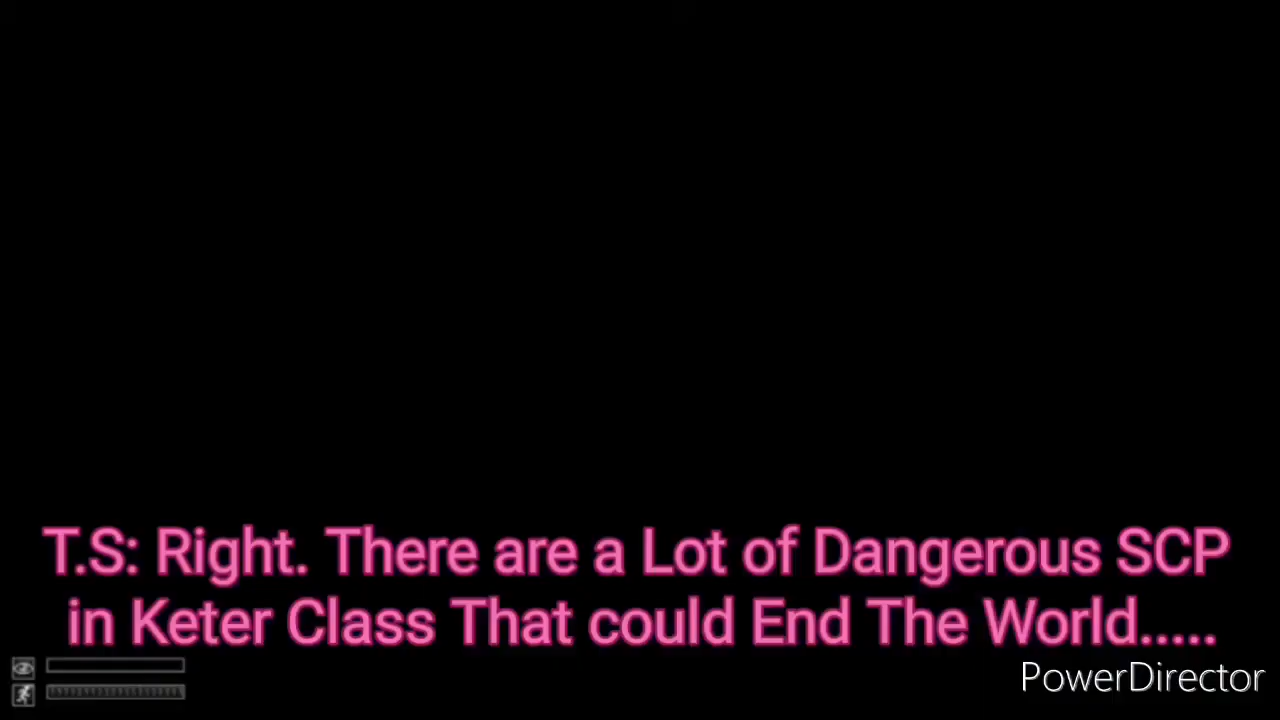 T.S: Right. There are a Lot of Dangerous SCP
in Keter Class That could End The World.....
PowerDirector